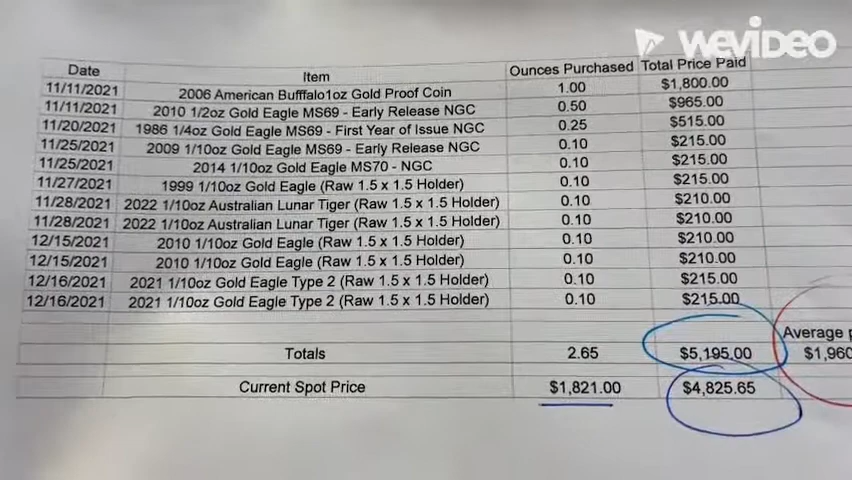 wevideo
Date Item Ounces Purchased Total Price Paid
11/11/2021 2006 American Bufffalo1oz Gold Proof Coin 1.00 $1,800.00
11/11/2021 2010 1/2oz Gold Eagle MS69 - Early Release NGC 0.50 $965.00
11/20/2021 1986 1/4oz Gold Eagle MS69 - First Year of Issue NGC 0.25 $515.00
11/25/2021 2009 1/10oz Gold Eagle MS69 - Early Release NGC 0.10 $215.00
11/25/2021 2014 1/10oz Gold Eagle MS70 - NGC 0.10 $215.00
11/27/2021 1999 1/10oz Gold Eagle (Raw 1.5 x 1.5 Holder) 0.10 $215.00
11/28/2021 2022 1/10oz Australian Lunar Tiger (Raw 1.5 x 1.5 Holder) 0.10 $210.00
11/28/2021 2022 1/10oz Australian Lunar Tiger (Raw 1.5 x 1.5 Holder) 0.10 $210.00
12/15/2021 2010 1/10oz Gold Eagle (Raw 1.5 x 1.5 Holder) 0.10 $210.00
12/15/2021 2010 1/10oz Gold Eagle (Raw 1.5 x 1.5 Holder) 0.10 $210.00
12/16/2021 2021 1/10oz Gold Eagle Type 2 (Raw 1.5 x 1.5 Holder) 0.10 $215.00
12/16/2021 2021 1/10oz Gold Eagle Type 2 (Raw 1.5 x 1.5 Holder) 0.10 $215.00
Average p
Totals 2.65 $5,195.00 $1,960
Current Spot Price $1,821.00 $4,825.65